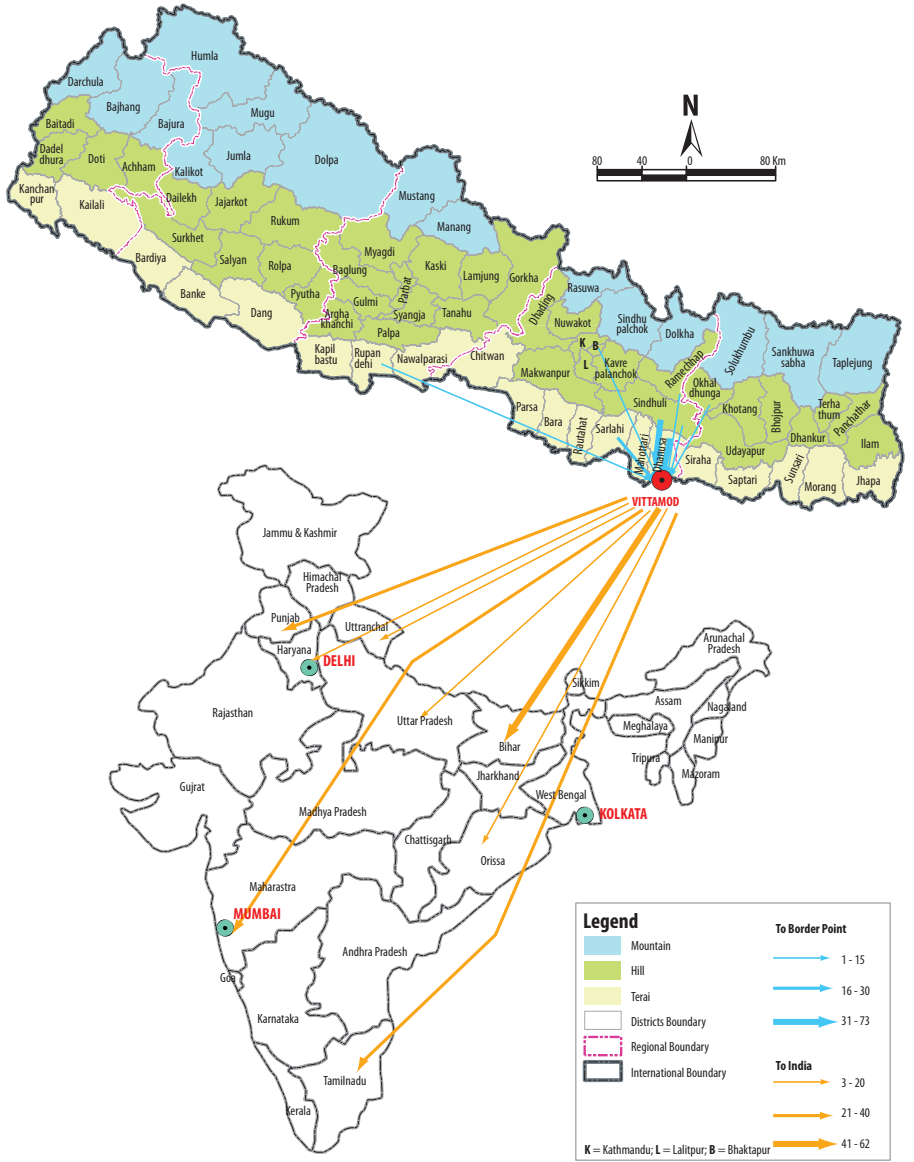 Humla
Darchula
Bajhang
Mugu
Baitadi
Bajura
Dadel
dhura
Doti
Achham
Kalikot
Jumla
Dolpa
Kanchan
pur
Kailali
Dailekh
Jajarkot
Mustang
Rukum
Manang
Surkhet
Myagdi
Bardiya
Salyan
Rolpa
Baglung
Kaski
Lamjung
Gorkha
Banke
Pyutha
Gulmi
Parbat
Dang
Argha
khanchi
Syangja
Tanahu
Dhading
Palpa
Kapil
bastu
Rupan
dehi
Nawalparasi
Chitwan
Rasuwa
Sindhu
palchok
Nuwakot
Dolkha
Solukhumbu
Sankhuwa
sabha
Taplejung
K
B
L
Kavre
palanchok
Ramechhap
Makwanpur
Okhal
dhunga
Khotang
Bhojpur
Terha
thum
Panchathar
Sindhuli
Parsa
Bara
Rautahat
Sarlahi
Mahottari
Dhanusa
Siraha
Udayapur
Dhankur
Ilam
Saptari
Sunsari
Morang
Jhapa
N
80
40
0
80 Km
VITTAMOD
Jammu & Kashmir
Himachal
Pradesh
Punjab
Uttranchal
Haryana
DELHI
Arunachal
Pradesh
Sikkim
Assam
Nagaland
Rajasthan
Uttar Pradesh
Meghalaya
Manipur
Bihar
Tripura
Mazoram
Jharkhand
Gujrat
West Bengal
Madhya Pradesh
KOLKATA
Chattisgarh
Orissa
Maharastra
MUMBAI
Andhra Pradesh
Goa
Karnataka
Tamilnadu
Kerala
Legend
Mountain
Hill
Terai
Districts Boundary
Regional Boundary
International Boundary
To Border Point
1 - 15
16 - 30
31 - 73
To India
3 - 20
21 - 40
41 - 62
K = Kathmandu; L = Lalitpur; B = Bhaktapur